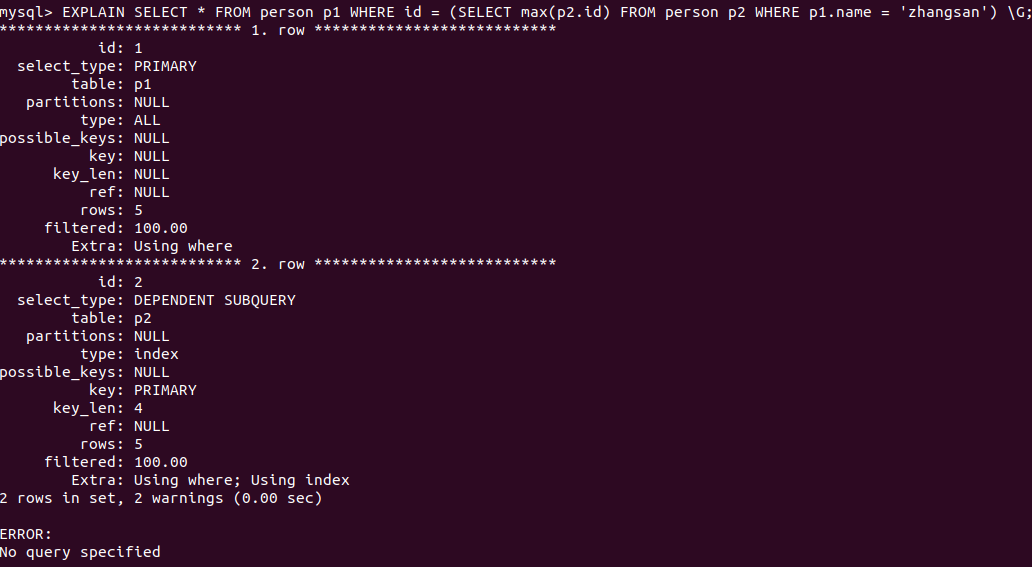 mysql> EXPLAIN SELECT * FROM person p1 WHERE id = (SELECT max(p2.id) FROM person p2 WHERE p1.name = 'zhangsan') \G;
*************************** 1. row ***************************
           id: 1
  select_type: PRIMARY
        table: p1
   partitions: NULL
         type: ALL
possible_keys: NULL
          key: NULL
      key_len: NULL
          ref: NULL
         rows: 5
     filtered: 100.00
        Extra: Using where
*************************** 2. row ***************************
           id: 2
  select_type: DEPENDENT SUBQUERY
        table: p2
   partitions: NULL
         type: index
possible_keys: NULL
          key: PRIMARY
      key_len: 4
          ref: NULL
         rows: 5
     filtered: 100.00
        Extra: Using where; Using index
2 rows in set, 2 warnings (0.00 sec)

ERROR:
No query specified